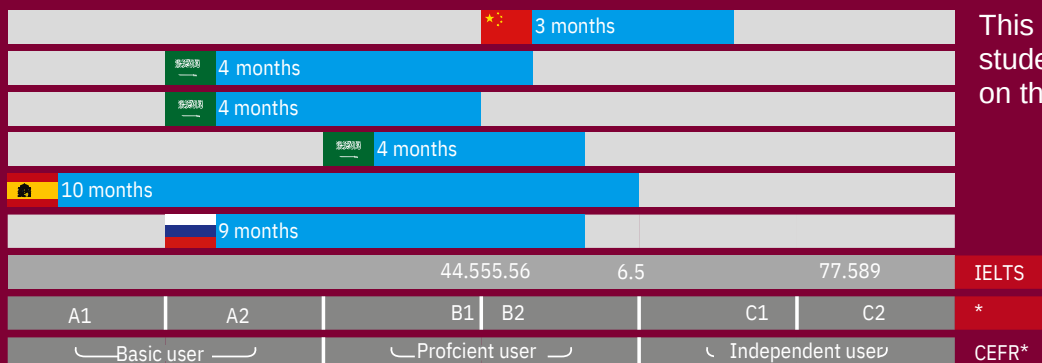 3 months
This
stude
4 months
on th
4 months
4 months
10 months
9 months
44.555.56 6.5 77.589 IELTS
A1 A2 B1 B2 C1 C2 *
Basic user Profcient user Independent user CEFR*